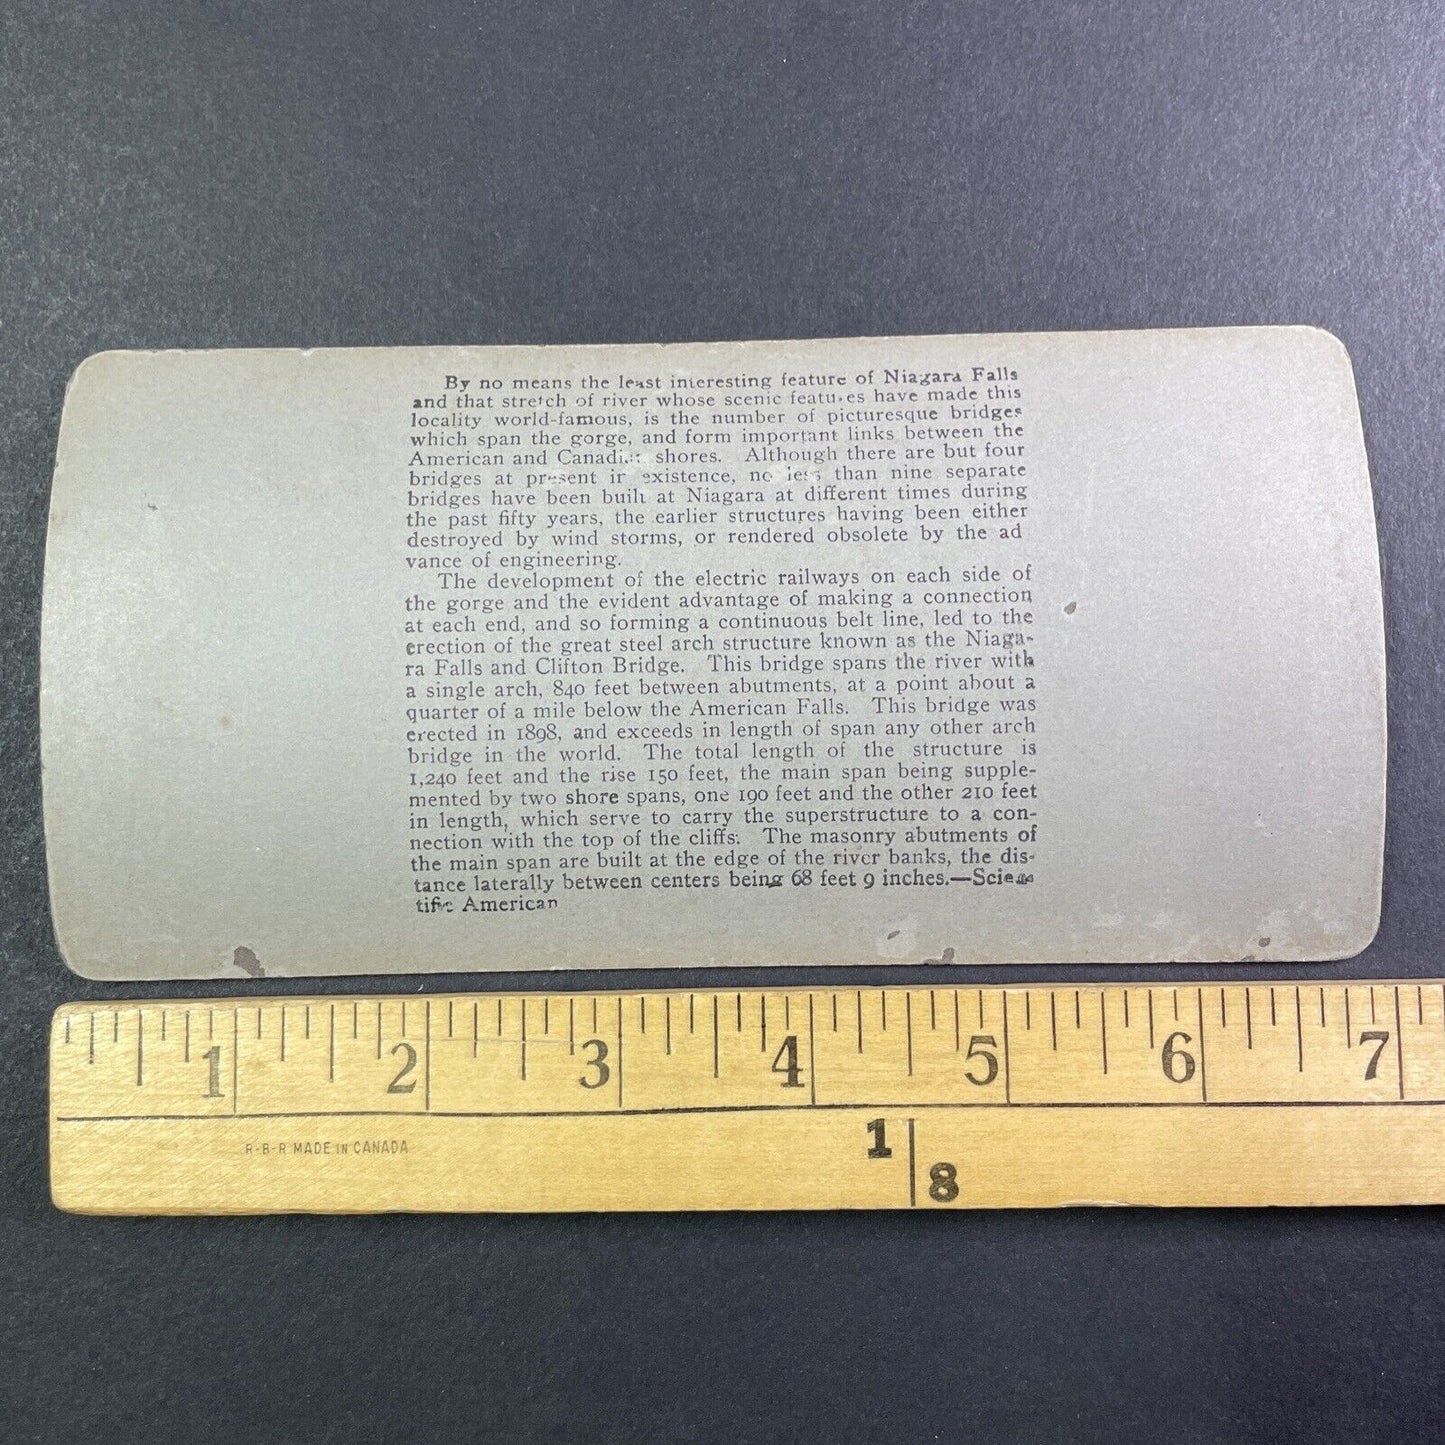 By no means the least interesting feature of Niagara Falls
and that stretch of river whose scenic features have made this
locality world-famous, is the number of picturesque bridges
which span the gorge, and form important links between the
American and Canadian shores. Although there are but four
bridges at present in existence, no less than nine separate
bridges have been built at Niagara at different times during
the past fifty years, the earlier structures having been either
destroyed by wind storms, or rendered obsolete by the ad
vance of engineering.
The development of the electric railways on each side of
the gorge and the evident advantage of making a connection
at each end, and so forming a continuous belt line, led to the
erection of the great steel arch structure known as the Niaga-
ra Falls and Clifton Bridge. This bridge spans the river with
a single arch, 840 feet between abutments, at a point about a
quarter of a mile below the American Falls. This bridge was
erected in 1898, and exceeds in length of span any other arch
bridge in the world. The total length of the structure is
1,240 feet and the rise 150 feet, the main span being supple-
mented by two shore spans, one 190 feet and the other 210 feet
in length, which serve to carry the superstructure to a con-
nection with the top of the cliffs. The masonry abutments of
the main span are built at the edge of the river banks, the dis-
tance laterally between centers being 68 feet 9 inches.—Scien
tific American
1 2 3 4 5 6 7
R-B-R MADE IN CANADA
1 8